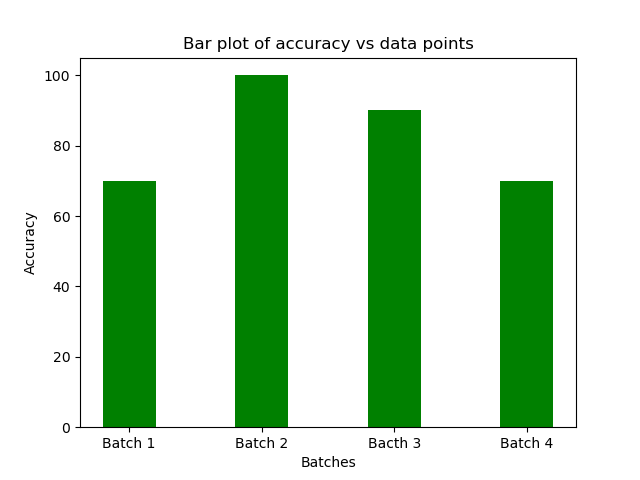 Bar plot of accuracy vs data points
100
80
60
40
20
0
Accuracy
Batch 1 Batch 2 Bacth 3 Batch 4
Batches